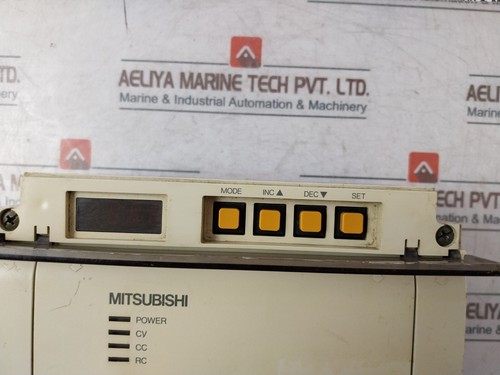 AELIYA MARINE TECH PVT. LTD.
Marine & Industrial Automation & Machinery
MODE INC ▲ DEC ▼ SET
MITSUBISHI
POWER
CV
CC
RC